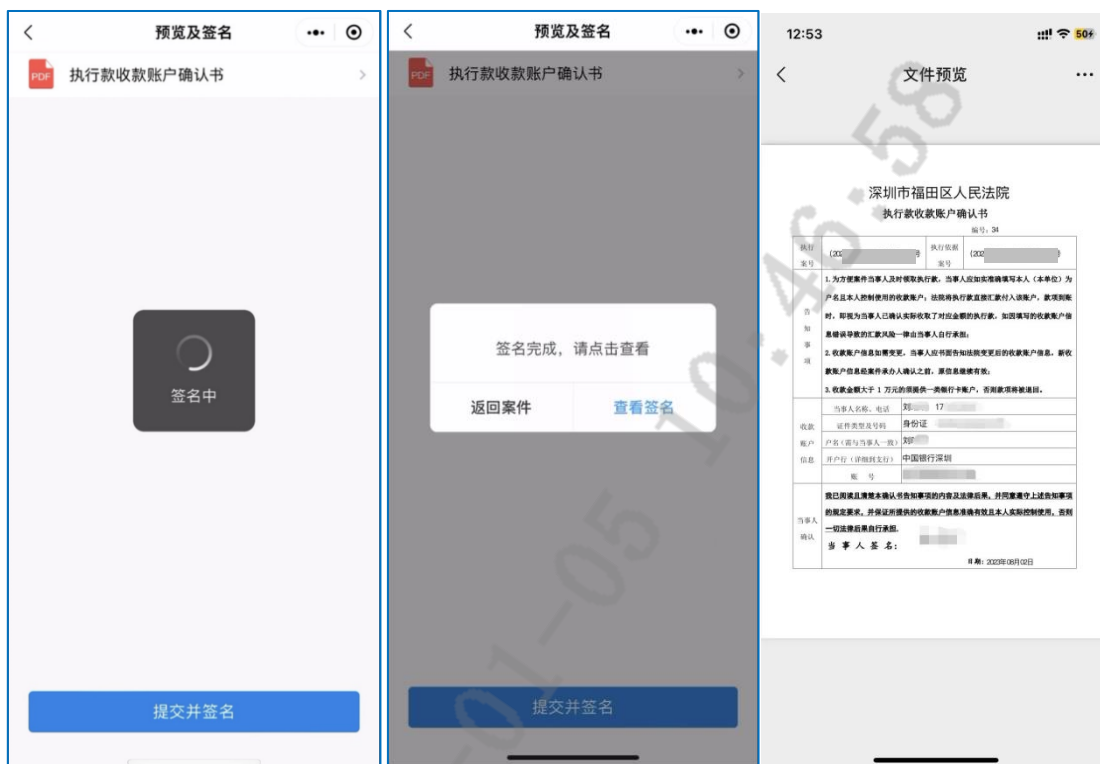 预览及签名
PDF 执行款收款账户确认书
签名中
提交并签名
预览及签名
PDF 执行款收款账户确认书
签名完成，请点击查看
返回案件 查看签名
提交并签名
12:53 50
文件预览
深圳市福田区人民法院
执行款收款账户确认书
编号：34
执行案号 (202 号 执行依据案号 (202
告知事项
1. 为方便案件当事人及时领取执行款，当事人应如实准确填写本人（本单位）为
户名且本人控制使用的收款账户；法院将执行款直接汇款付入该账户，款项到账
时，即视为当事人已确认实际收取了对应金额的执行款，如因填写的收款账户信
息错误导致的汇款风险一律由当事人自行承担；
2. 收款账户信息如需变更，当事人应书面告知法院变更后的收款账户信息，新收
款账户信息经案件承办人确认之前，原信息继续有效；
3. 收款金额大于 1 万元的须提供一类银行卡账户，否则款项将被退回。
收款账户信息
当事人名称、电话 刘 17
证件类型及号码 身份证
户名（需与当事人一致） 刘
开户行（详细到支行） 中国银行深圳
账 号
当事人确认
我已阅读且清楚本确认书告知事项的内容及法律后果，并同意遵守上述告知事项
的规定要求，并保证所提供的收款账户信息准确有效且本人实际控制使用，否则
一切法律后果自行承担。
当事人签名：
日期：2023年08月02日
-01-05 10:46:58